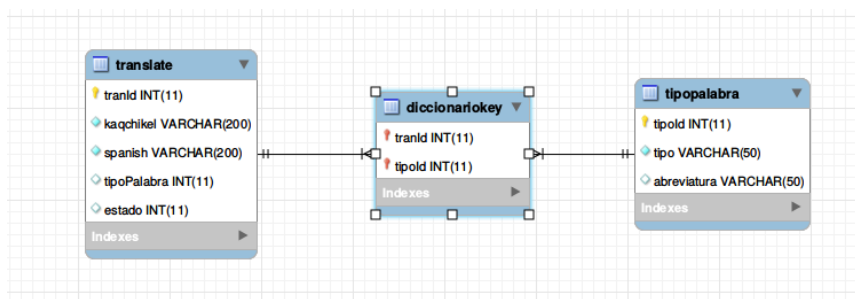 translate
tranId INT(11)
kaqchikel VARCHAR(200)
spanish VARCHAR(200)
tipoPalabra INT(11)
estado INT(11)
Indexes
diccionariokey
tranId INT(11)
tipoId INT(11)
Indexes
tipopalabra
tipoId INT(11)
tipo VARCHAR(50)
abreviatura VARCHAR(50)
Indexes